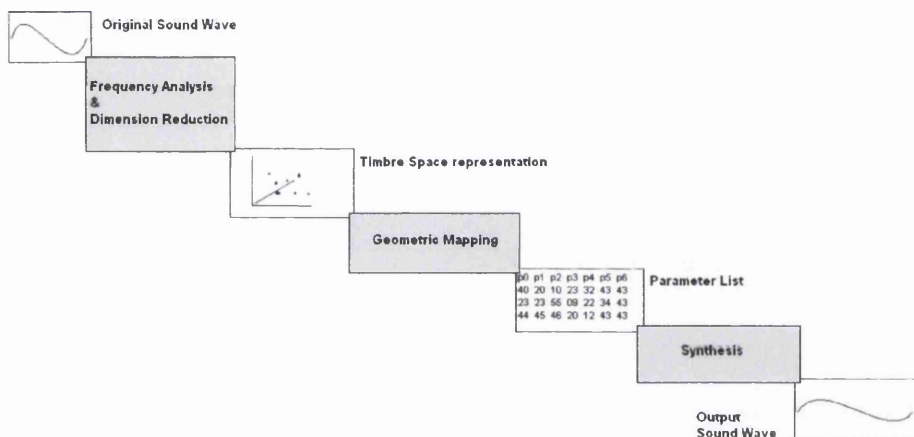 Original Sound Wave
Frequency Analysis
&
Dimension Reduction
Timbre Space representation
Geometric Mapping
p0 p1 p2 p3 p4 p5 p6
40 20 10 23 32 43 43
23 23 55 09 22 34 43
44 45 46 20 12 43 43
Parameter List
Synthesis
Output
Sound Wave